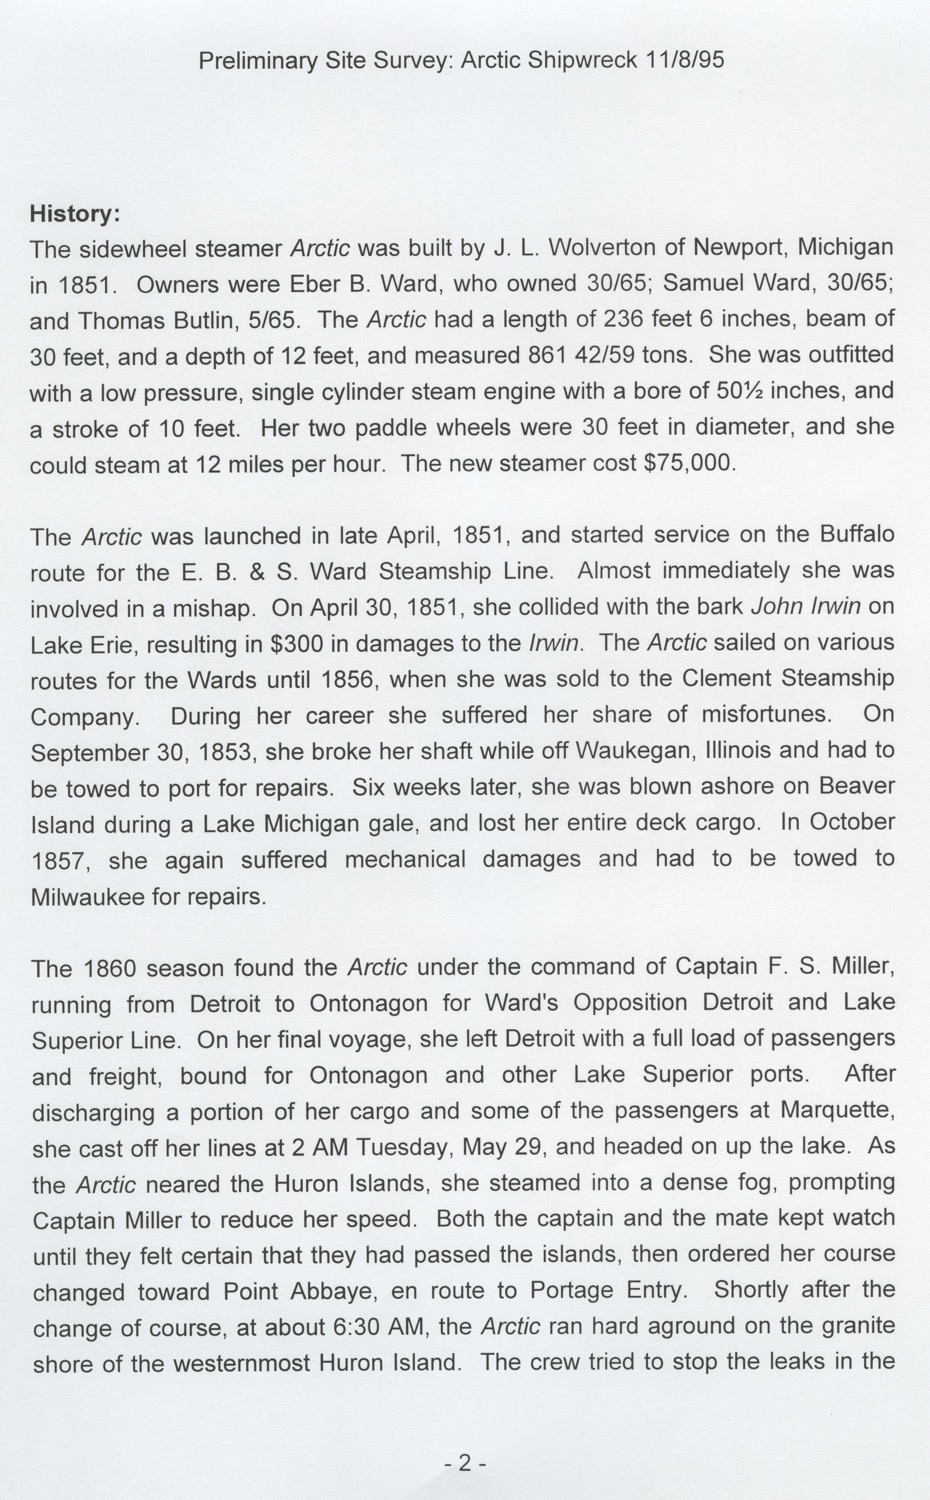 Preliminary Site Survey: Arctic Shipwreck 11/8/95
History:
The sidewheel steamer Arctic was built by J. L. Wolverton of Newport, Michigan
in 1851. Owners were Eber B. Ward, who owned 30/65; Samuel Ward, 30/65;
and Thomas Butlin, 5/65. The Arctic had a length of 236 feet 6 inches, beam of
30 feet, and a depth of 12 feet, and measured 861 42/59 tons. She was outfitted
with a low pressure, single cylinder steam engine with a bore of 50½ inches, and
a stroke of 10 feet. Her two paddle wheels were 30 feet in diameter, and she
could steam at 12 miles per hour. The new steamer cost $75,000.
The Arctic was launched in late April, 1851, and started service on the Buffalo
route for the E. B. & S. Ward Steamship Line. Almost immediately she was
involved in a mishap. On April 30, 1851, she collided with the bark John Irwin on
Lake Erie, resulting in $300 in damages to the Irwin. The Arctic sailed on various
routes for the Wards until 1856, when she was sold to the Clement Steamship
Company. During her career she suffered her share of misfortunes. On
September 30, 1853, she broke her shaft while off Waukegan, Illinois and had to
be towed to port for repairs. Six weeks later, she was blown ashore on Beaver
Island during a Lake Michigan gale, and lost her entire deck cargo. In October
1857, she again suffered mechanical damages and had to be towed to
Milwaukee for repairs.
The 1860 season found the Arctic under the command of Captain F. S. Miller,
running from Detroit to Ontonagon for Ward's Opposition Detroit and Lake
Superior Line. On her final voyage, she left Detroit with a full load of passengers
and freight, bound for Ontonagon and other Lake Superior ports. After
discharging a portion of her cargo and some of the passengers at Marquette,
she cast off her lines at 2 AM Tuesday, May 29, and headed on up the lake. As
the Arctic neared the Huron Islands, she steamed into a dense fog, prompting
Captain Miller to reduce her speed. Both the captain and the mate kept watch
until they felt certain that they had passed the islands, then ordered her course
changed toward Point Abbaye, en route to Portage Entry. Shortly after the
change of course, at about 6:30 AM, the Arctic ran hard aground on the granite
shore of the westernmost Huron Island. The crew tried to stop the leaks in the
- 2 -